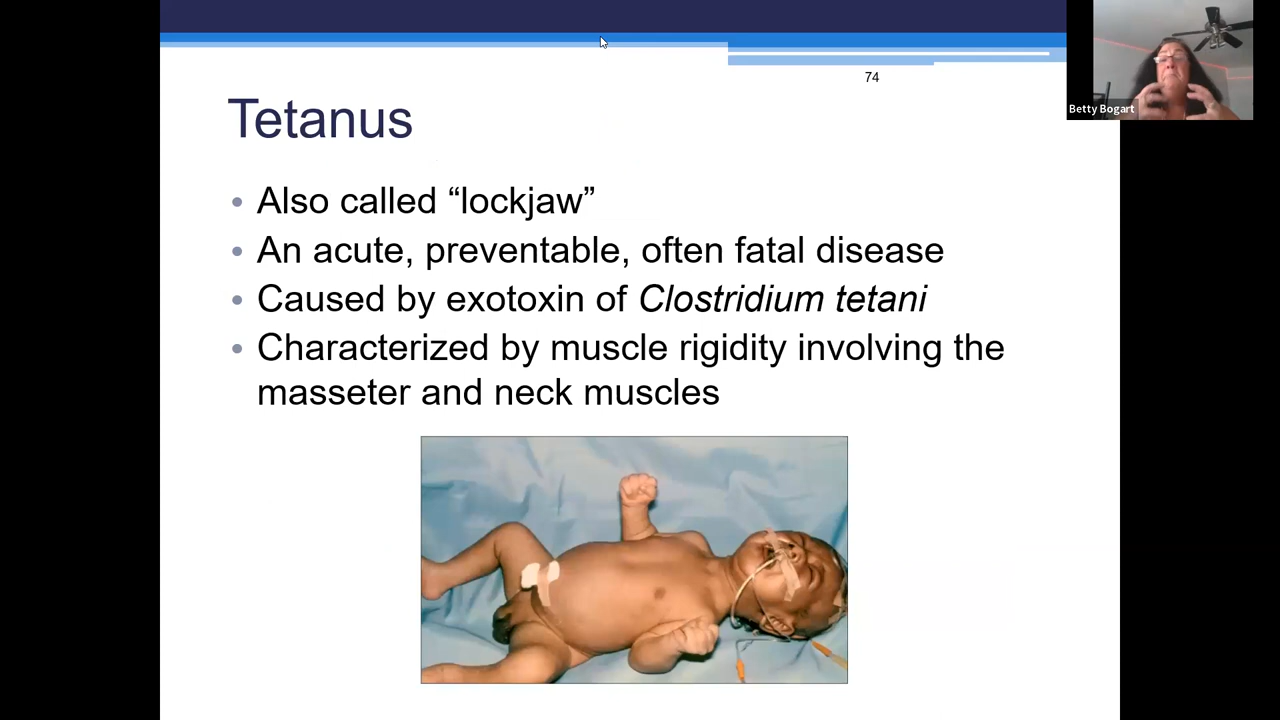 74
Betty Bogart
Tetanus
• Also called “lockjaw”
• An acute, preventable, often fatal disease
• Caused by exotoxin of Clostridium tetani
• Characterized by muscle rigidity involving the
masseter and neck muscles